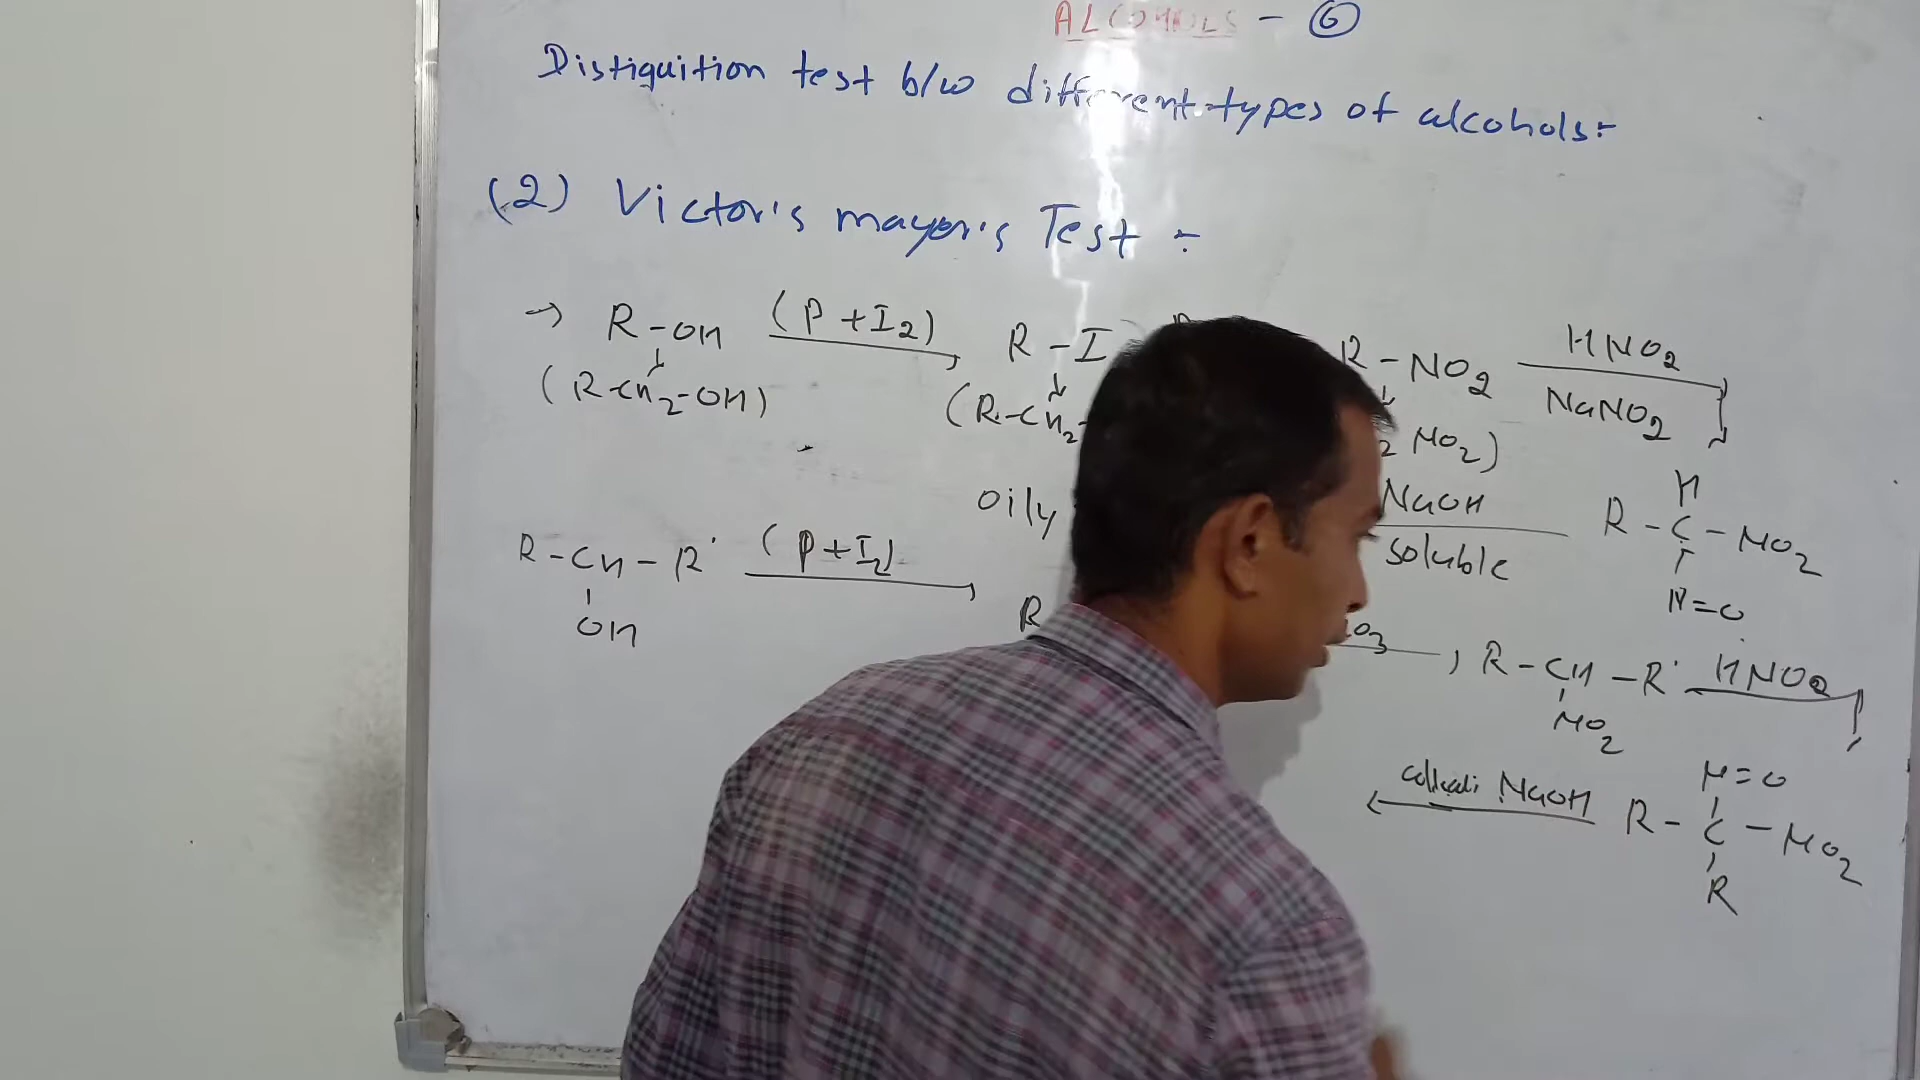 ALCOHOLS - 6
Distiquition test b/w different types of alcohols:-
(2) Victor's mayer's Test :-
→ R-OH (P+I2) → R-I R-NO2 HNO2 NaNO2
(R-CH2-OH) (R-CH2- 2 NO2)
oily NaOH soluble
H
R-C-NO2
N=O
R-CH-R' (P+I2) → R O3 → R-CH-R' HNO2
OH NO2
N=O
alkali NaOH R-C-NO2
R